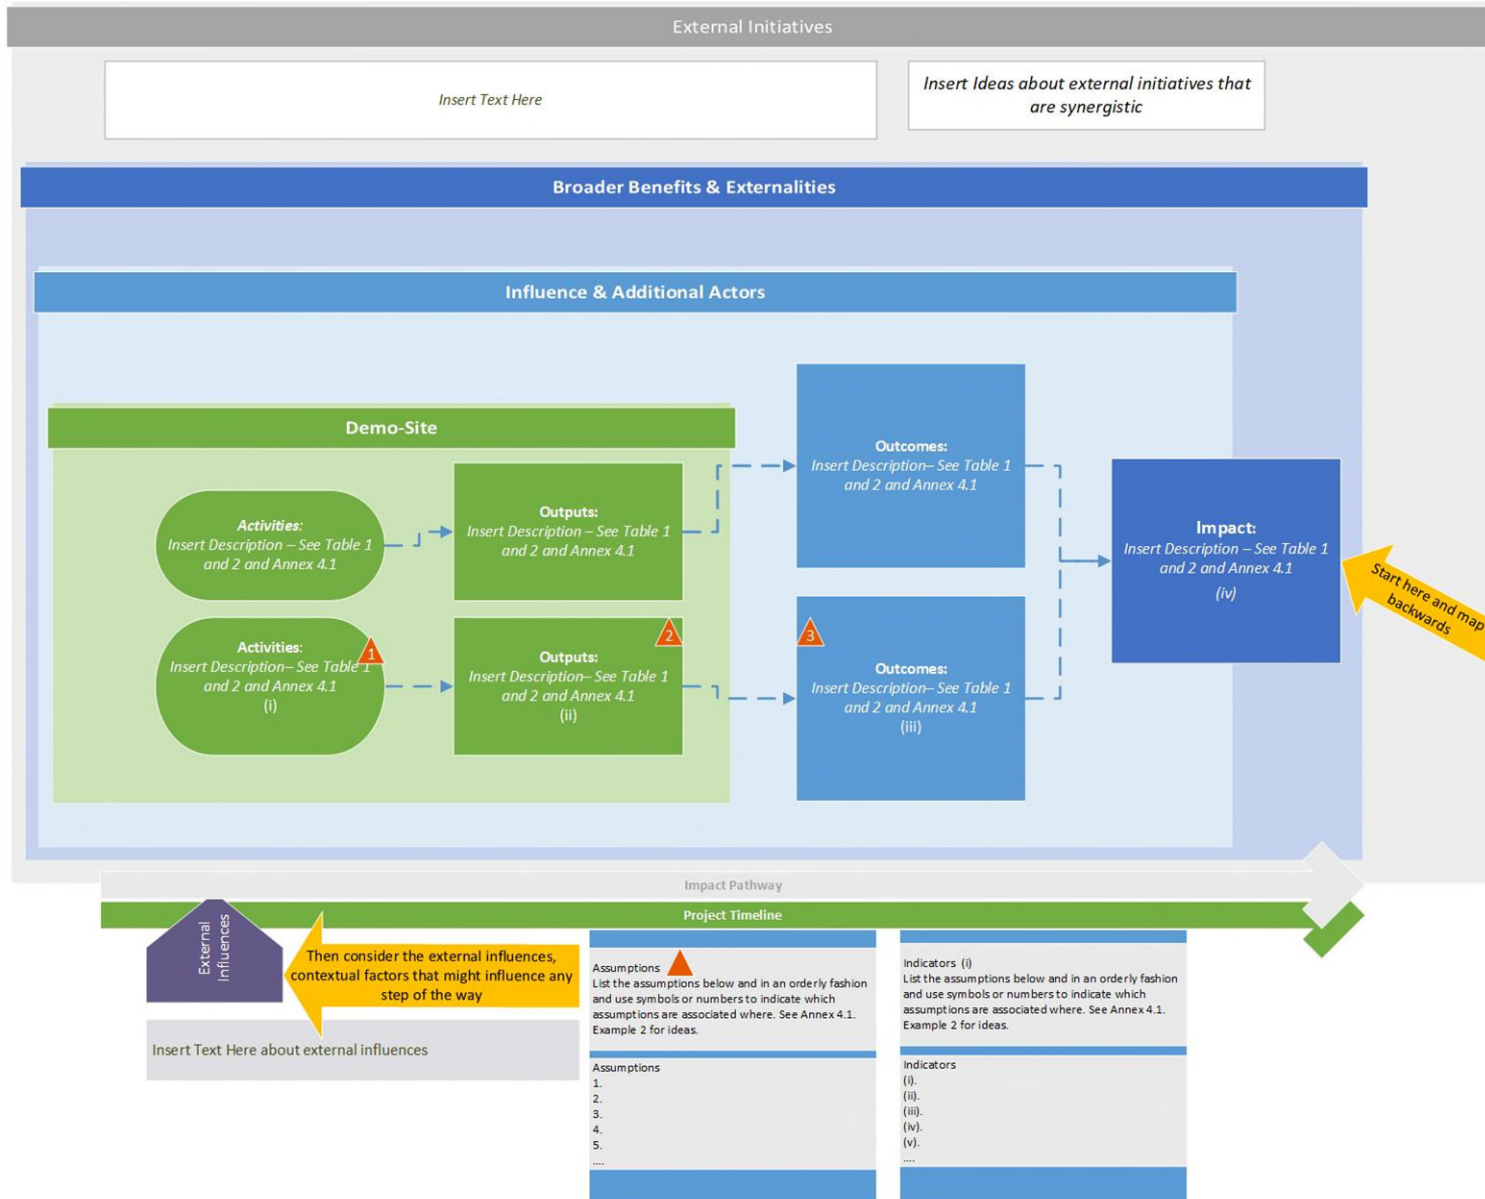 External Initiatives
Insert Text Here
Insert Ideas about external initiatives that
are synergistic
Broader Benefits & Externalities
Influence & Additional Actors
Demo-Site
Activities:
Insert Description – See Table 1
and 2 and Annex 4.1
Outputs:
Insert Description – See Table 1
and 2 and Annex 4.1
Outcomes:
Insert Description– See Table 1
and 2 and Annex 4.1
Activities:
Insert Description– See Table 1
and 2 and Annex 4.1
(i)
1
Outputs:
Insert Description– See Table 1
and 2 and Annex 4.1
(ii)
2
3
Outcomes:
Insert Description– See Table 1
and 2 and Annex 4.1
(iii)
Impact:
Insert Description – See Table 1
and 2 and Annex 4.1
(iv)
Start here and map
backwards
Impact Pathway
Project Timeline
External
Influences
Then consider the external influences,
contextual factors that might influence any
step of the way
Insert Text Here about external influences
Assumptions
List the assumptions below and in an orderly fashion
and use symbols or numbers to indicate which
assumptions are associated where. See Annex 4.1.
Example 2 for ideas.
Assumptions
1.
2.
3.
4.
5.
....
Indicators (i)
List the assumptions below and in an orderly fashion
and use symbols or numbers to indicate which
assumptions are associated where. See Annex 4.1.
Example 2 for ideas.
Indicators
(i).
(ii).
(iii).
(iv).
(v).
....